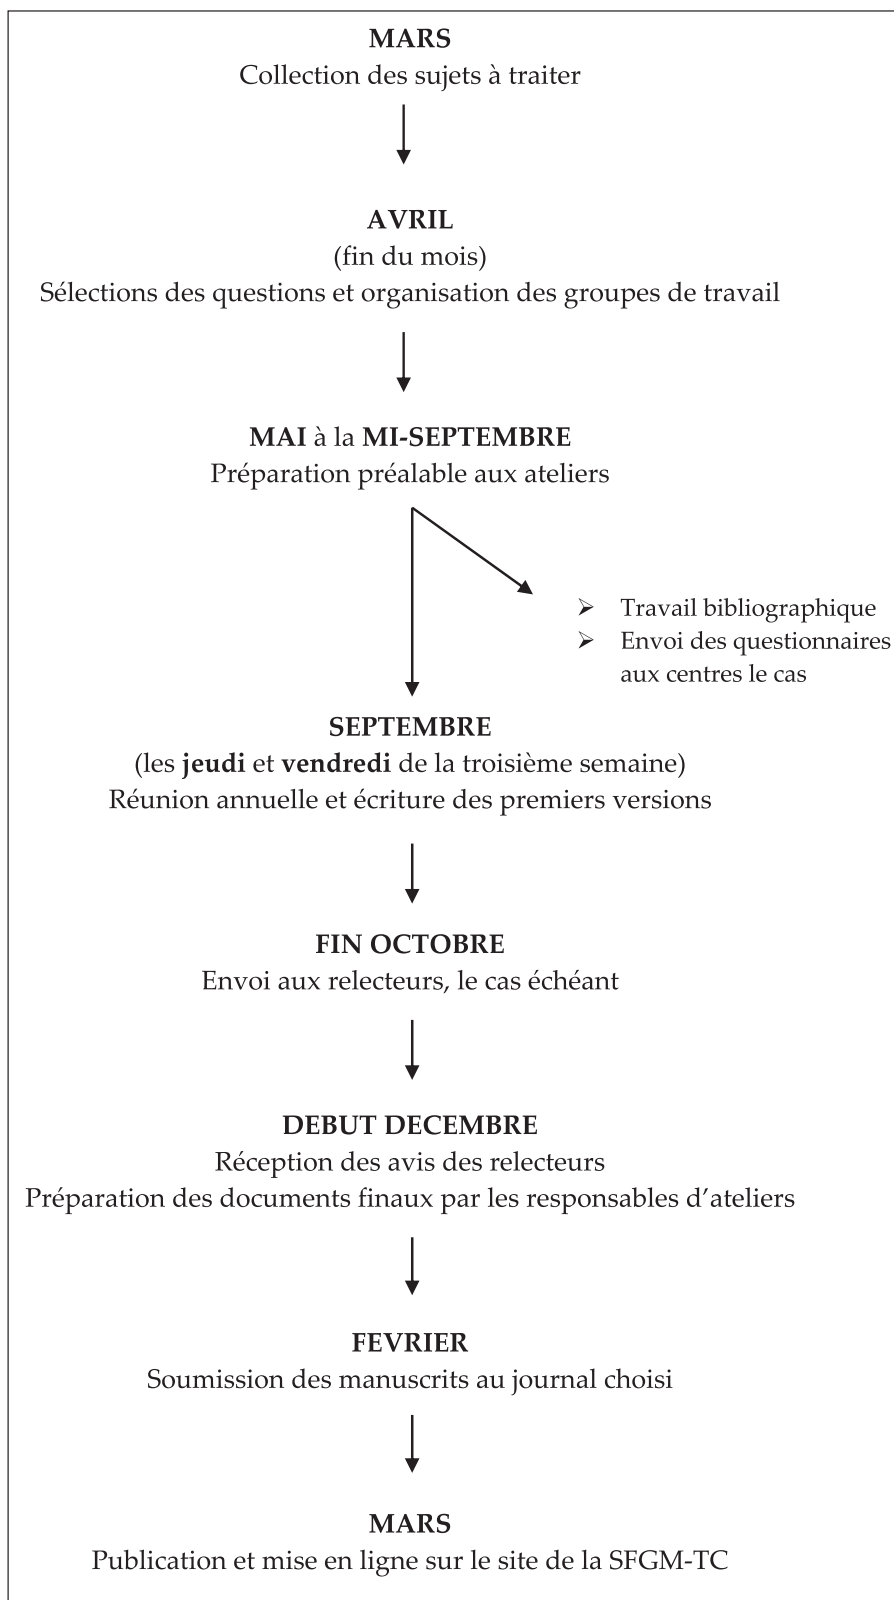 MARS
Collection des sujets à traiter
AVRIL
(fin du mois)
Sélections des questions et organisation des groupes de travail
MAI à la MI-SEPTEMBRE
Préparation préalable aux ateliers
➢ Travail bibliographique
➢ Envoi des questionnaires
aux centres le cas
SEPTEMBRE
(les jeudi et vendredi de la troisième semaine)
Réunion annuelle et écriture des premiers versions
FIN OCTOBRE
Envoi aux relecteurs, le cas échéant
DEBUT DECEMBRE
Réception des avis des relecteurs
Préparation des documents finaux par les responsables d’ateliers
FEVRIER
Soumission des manuscrits au journal choisi
MARS
Publication et mise en ligne sur le site de la SFGM-TC